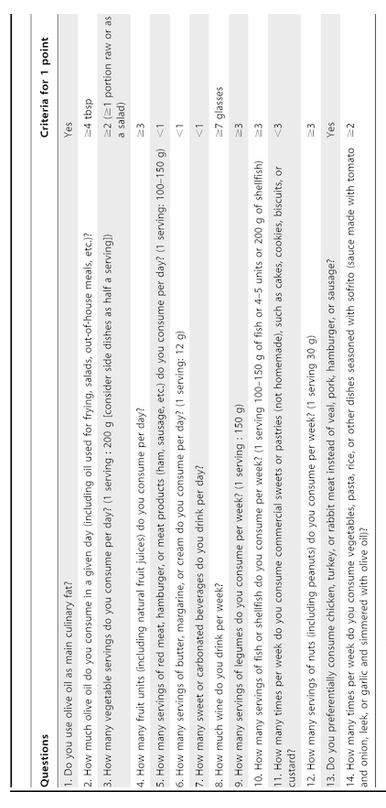 Questions Criteria for 1 point
1. Do you use olive oil as main culinary fat? Yes
2. How much olive oil do you consume in a given day (including oil used for frying, salads, out-of-house meals, etc.)? ≥4 tbsp
3. How many vegetable servings do you consume per day? (1 serving : 200 g [consider side dishes as half a serving]) ≥2 (≥1 portion raw or as
a salad)
4. How many fruit units (including natural fruit juices) do you consume per day? ≥3
5. How many servings of red meat, hamburger, or meat products (ham, sausage, etc.) do you consume per day? (1 serving: 100–150 g) <1
6. How many servings of butter, margarine, or cream do you consume per day? (1 serving: 12 g) <1
7. How many sweet or carbonated beverages do you drink per day? <1
8. How much wine do you drink per week? ≥7 glasses
9. How many servings of legumes do you consume per week? (1 serving : 150 g) ≥3
10. How many servings of fish or shellfish do you consume per week? (1 serving 100–150 g of fish or 4–5 units or 200 g of shellfish) ≥3
11. How many times per week do you consume commercial sweets or pastries (not homemade), such as cakes, cookies, biscuits, or <3
custard?
12. How many servings of nuts (including peanuts) do you consume per week? (1 serving 30 g) ≥3
13. Do you preferentially consume chicken, turkey, or rabbit meat instead of veal, pork, hamburger, or sausage? Yes
14. How many times per week do you consume vegetables, pasta, rice, or other dishes seasoned with sofrito (sauce made with tomato ≥2
and onion, leek, or garlic and simmered with olive oil)?